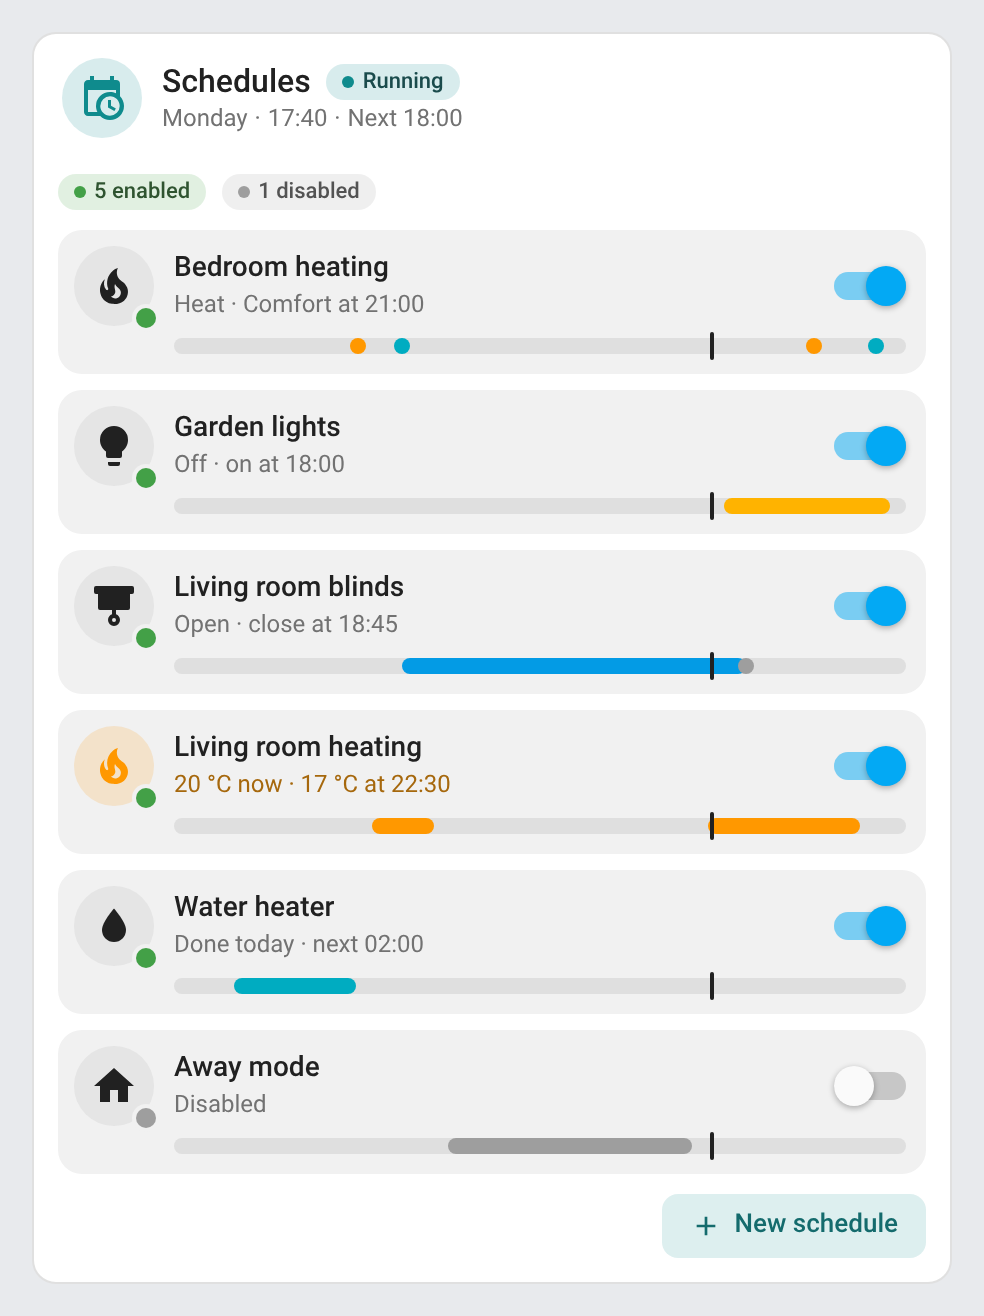 Schedules
Running
Monday · 17:40 · Next 18:00
5 enabled
1 disabled
Bedroom heating
Heat · Comfort at 21:00
Garden lights
Off · on at 18:00
Living room blinds
Open · close at 18:45
Living room heating
20 °C now · 17 °C at 22:30
Water heater
Done today · next 02:00
Away mode
Disabled
+ New schedule